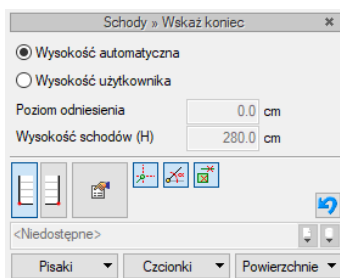 Schody » Wskaż koniec
Wysokość automatyczna
Wysokość użytkownika
Poziom odniesienia 0.0 cm
Wysokość schodów (H) 280.0 cm
<Niedostępne>
Pisaki Czcionki Powierzchnie